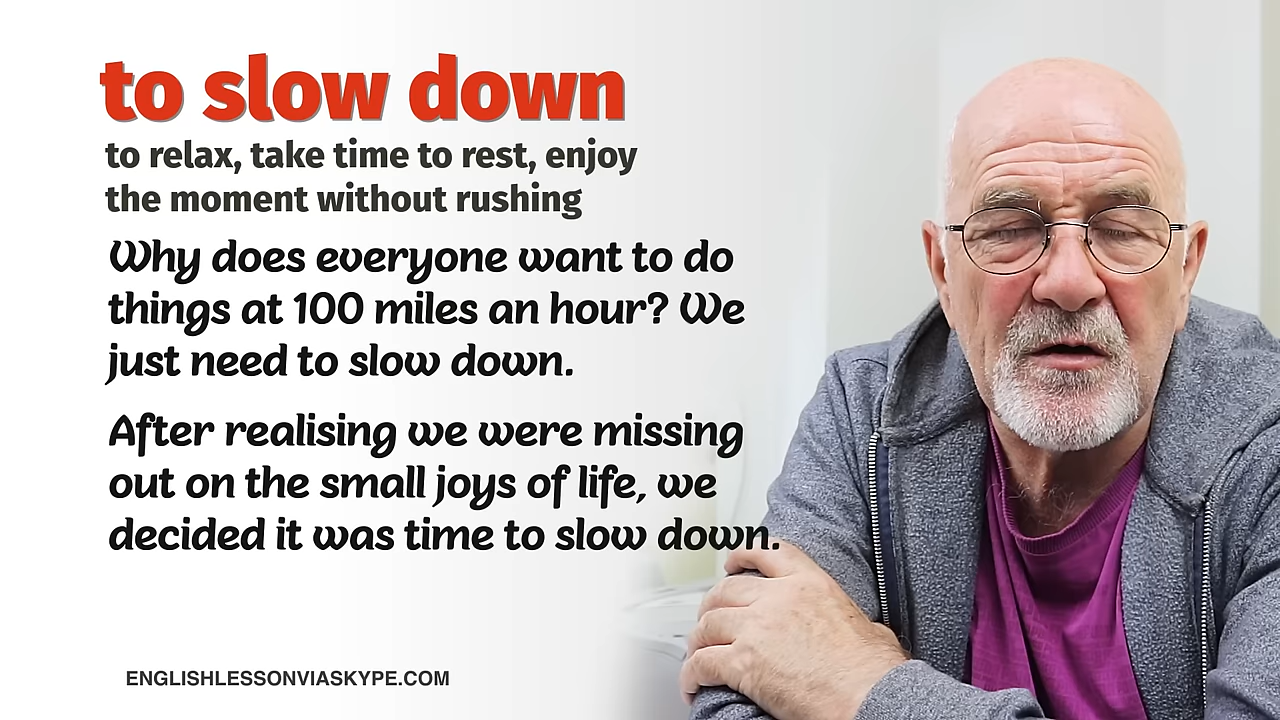 to slow down
to relax, take time to rest, enjoy
the moment without rushing
Why does everyone want to do
things at 100 miles an hour? We
just need to slow down.
After realising we were missing
out on the small joys of life, we
decided it was time to slow down.
ENGLISHLESSONVIASKYPE.COM